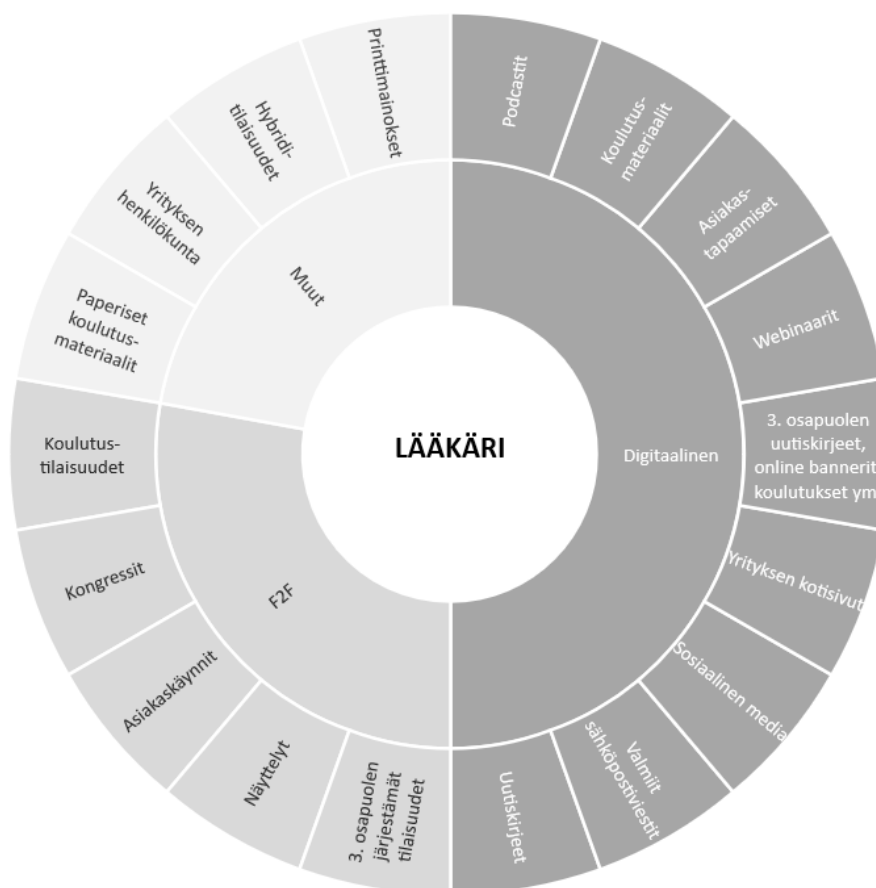 LÄÄKÄRI
Digitaalinen
Podcastit
Koulutus-
materiaalit
Asiakas-
tapaamiset
Webinaarit
3. osapuolen
uutiskirjeet,
online bannerit,
koulutukset ym
Yrityksen kotisivut
Sosiaalinen media
Valmiit
sähköpostiviestit
Uutiskirjeet
F2F
3. osapuolen
järjestämät
tilaisuudet
Näyttelyt
Asiakaskäynnit
Kongressit
Koulutus-
tilaisuudet
Muut
Paperiset
koulutus-
materiaalit
Yrityksen
henkilökunta
Hybridi-
tilaisuudet
Printtimainokset